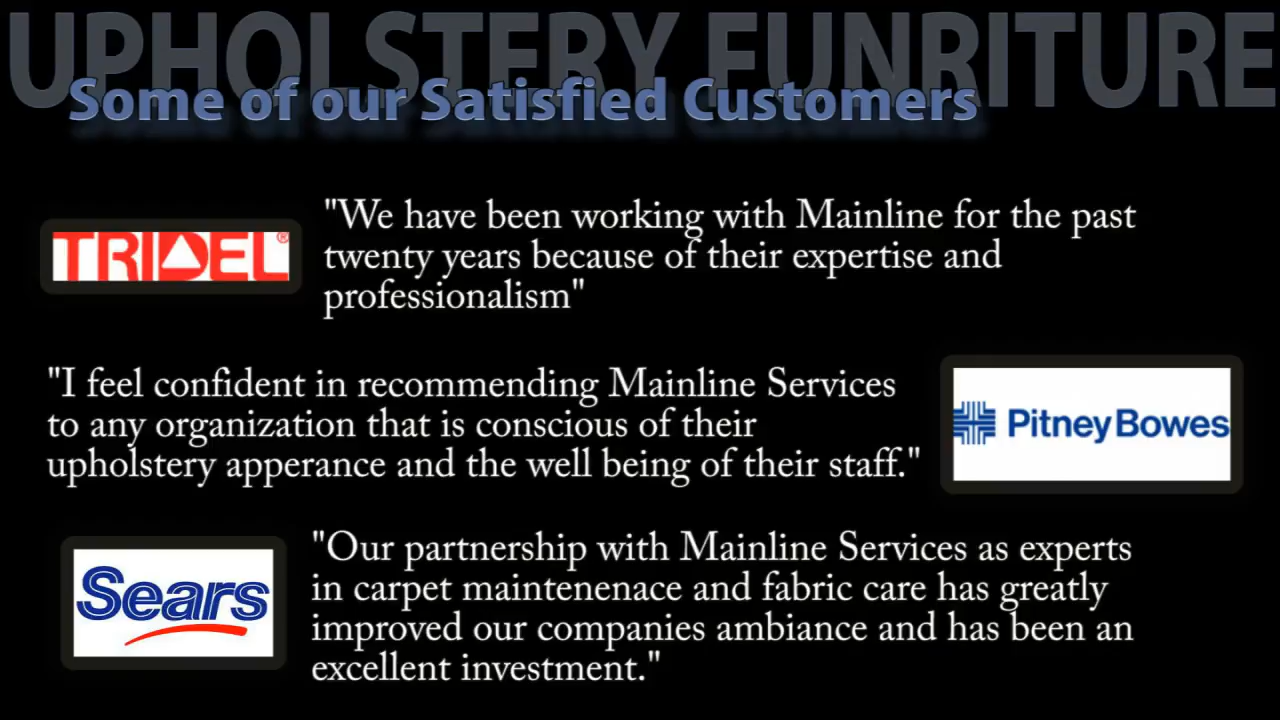 UPHOLSTERY FUNRITURE
Some of our Satisfied Customers
TRIDEL®
"We have been working with Mainline for the past
twenty years because of their expertise and
professionalism"
"I feel confident in recommending Mainline Services
to any organization that is conscious of their
upholstery apperance and the well being of their staff."
Pitney Bowes
Sears
"Our partnership with Mainline Services as experts
in carpet maintenenace and fabric care has greatly
improved our companies ambiance and has been an
excellent investment."